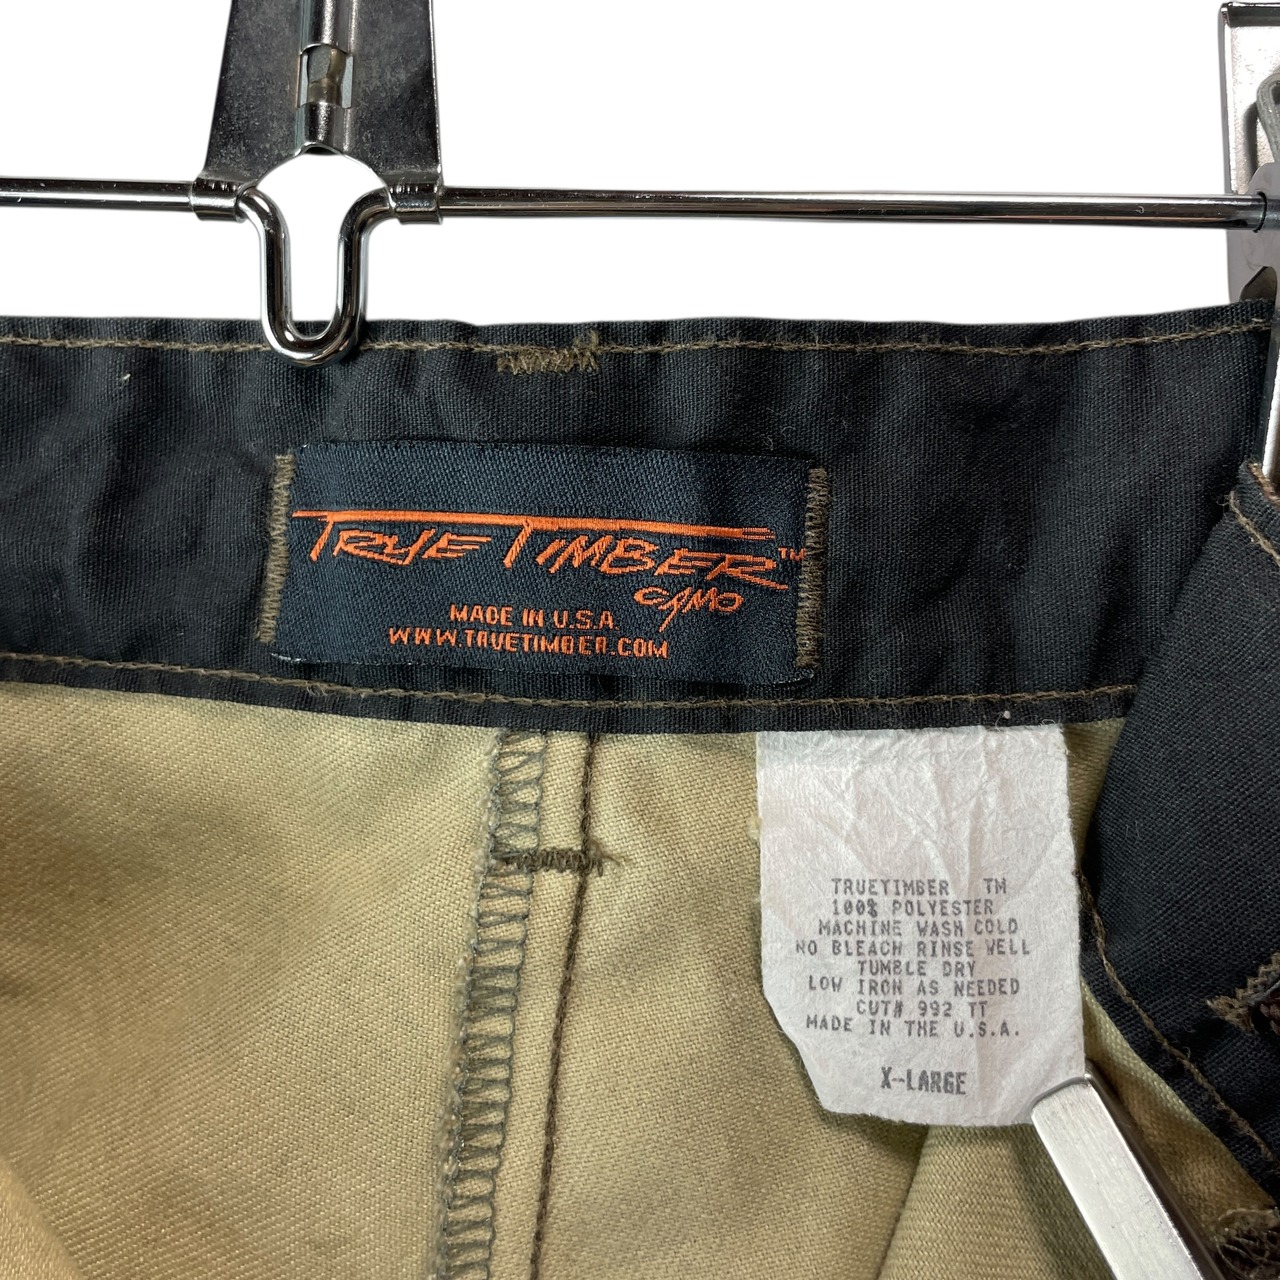 TRUE TIMBER™
CAMO
MADE IN U.S.A.
WWW.TRUETIMBER.COM
TRUETIMBER TM
100% POLYESTER
MACHINE WASH COLD
NO BLEACH RINSE WELL
TUMBLE DRY
LOW IRON AS NEEDED
CUT# 992 TT
MADE IN THE U.S.A.
X-LARGE